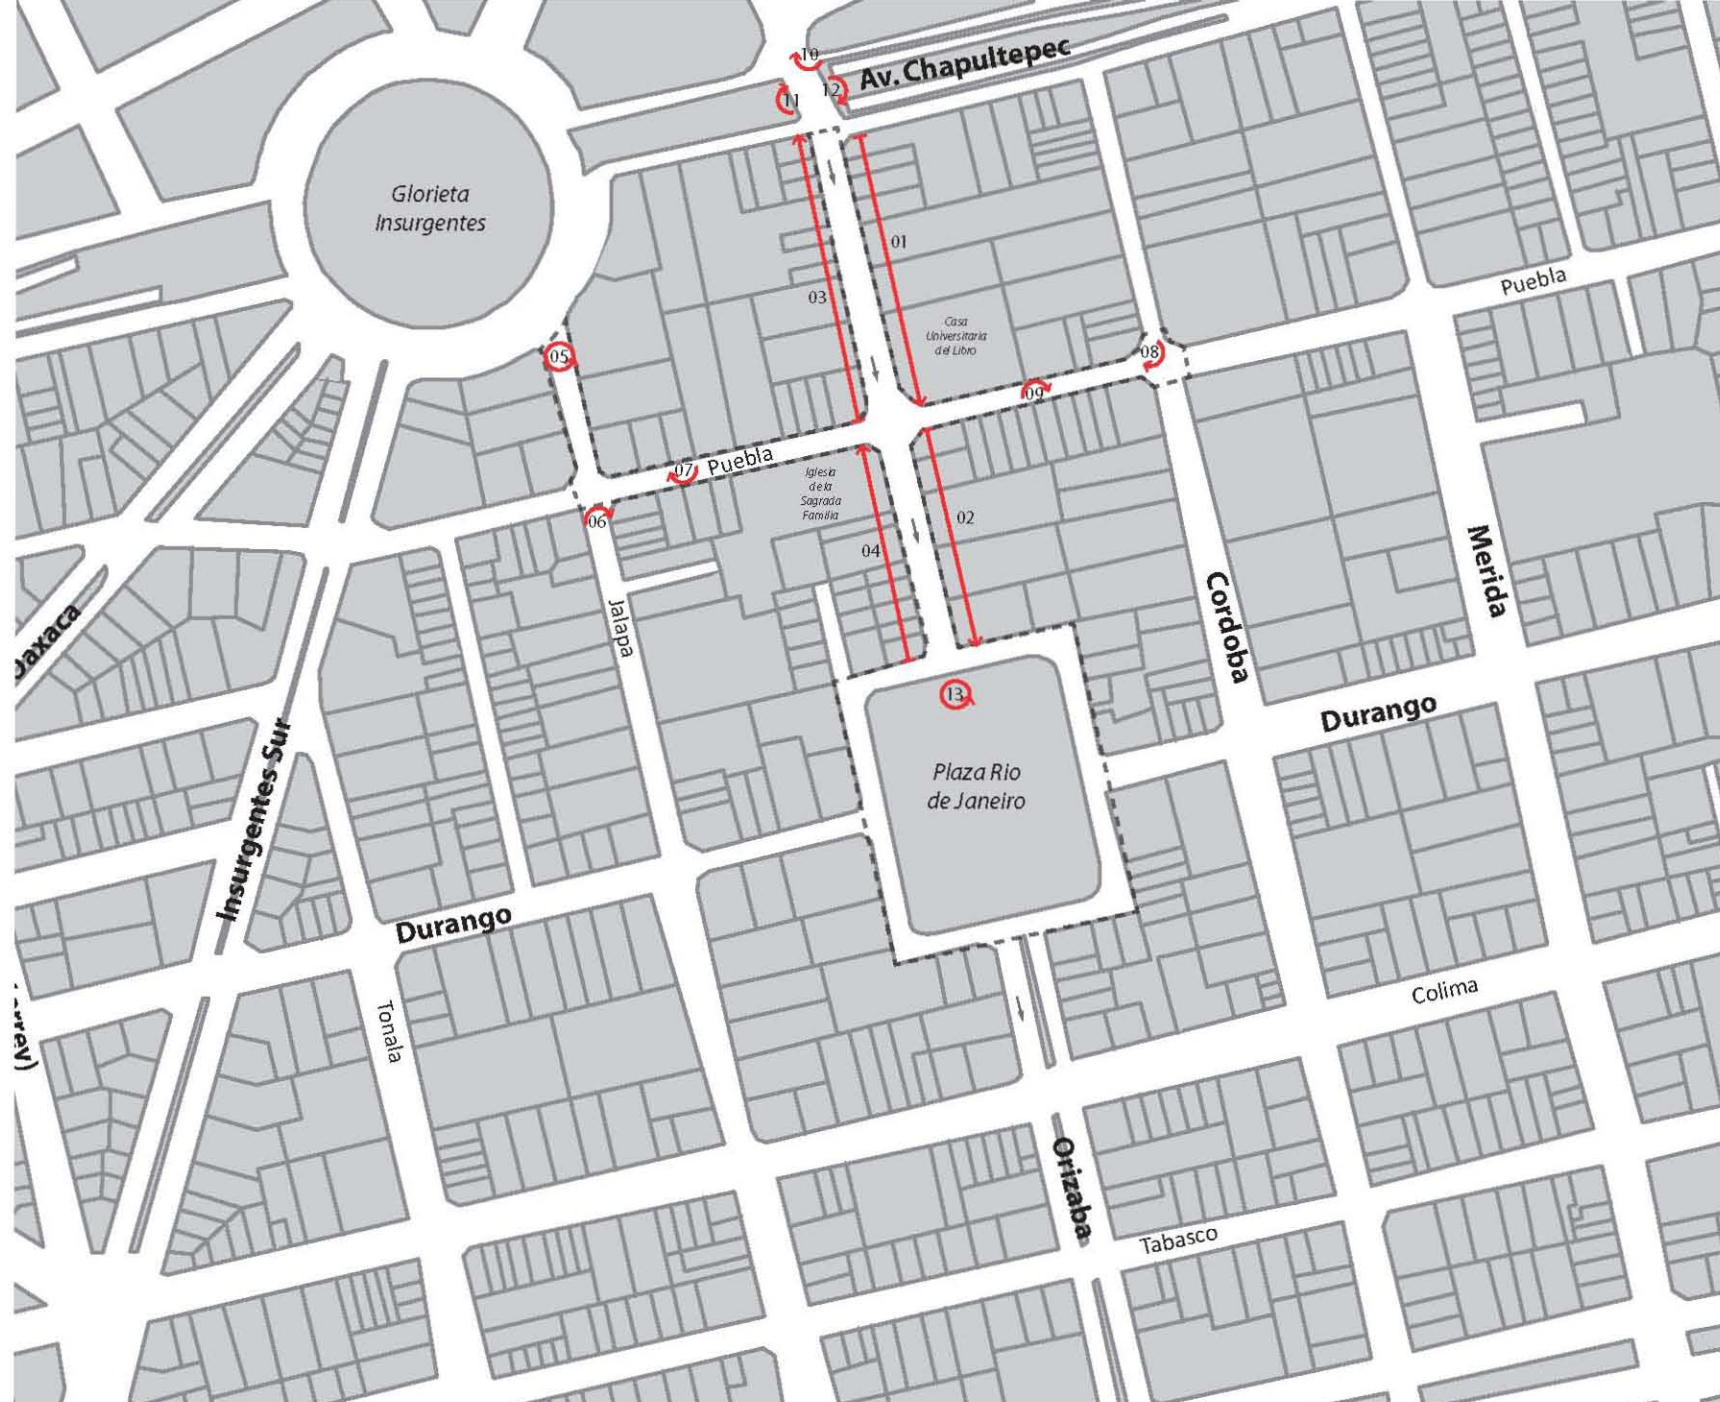 10
Av. Chapultepec
12
11
Glorieta
Insurgentes
01
03
Puebla
Casa
Universitaria
del Libro
05
08
09
07
Puebla
Iglesia
de la
Sagrada
Familia
06
02
04
Merida
Jalapa
Cordoba
Oaxaca
13
Durango
Plaza Rio
de Janeiro
Insurgentes Sur
Durango
Colima
Tonala
Orizaba
Tabasco